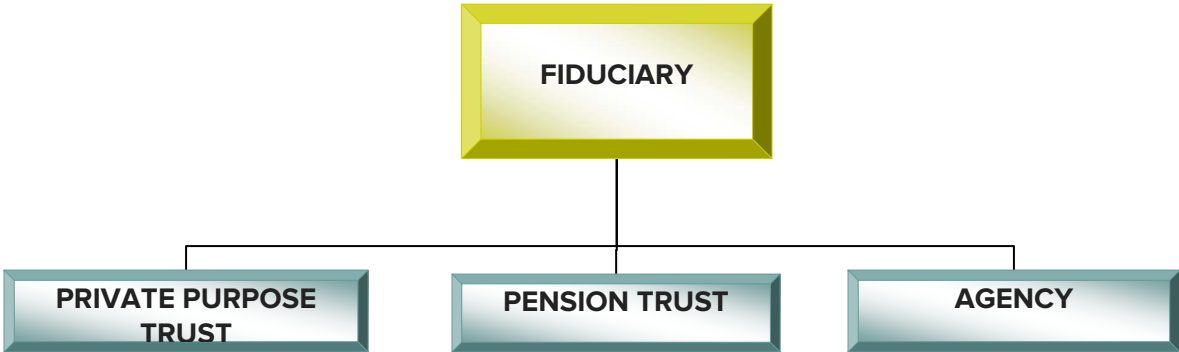 FIDUCIARY
PRIVATE PURPOSE
TRUST
PENSION TRUST
AGENCY